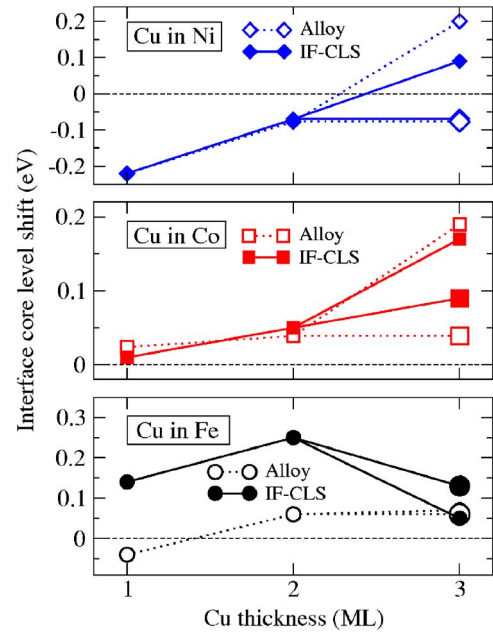 0.2
Cu in Ni
Alloy
IF-CLS
0.1
0
-0.1
-0.2
Interface core level shift (eV)
0.2
Cu in Co
Alloy
IF-CLS
0.1
0
0.3
Cu in Fe
0.2
Alloy
IF-CLS
0.1
0
1 2 3
Cu thickness (ML)